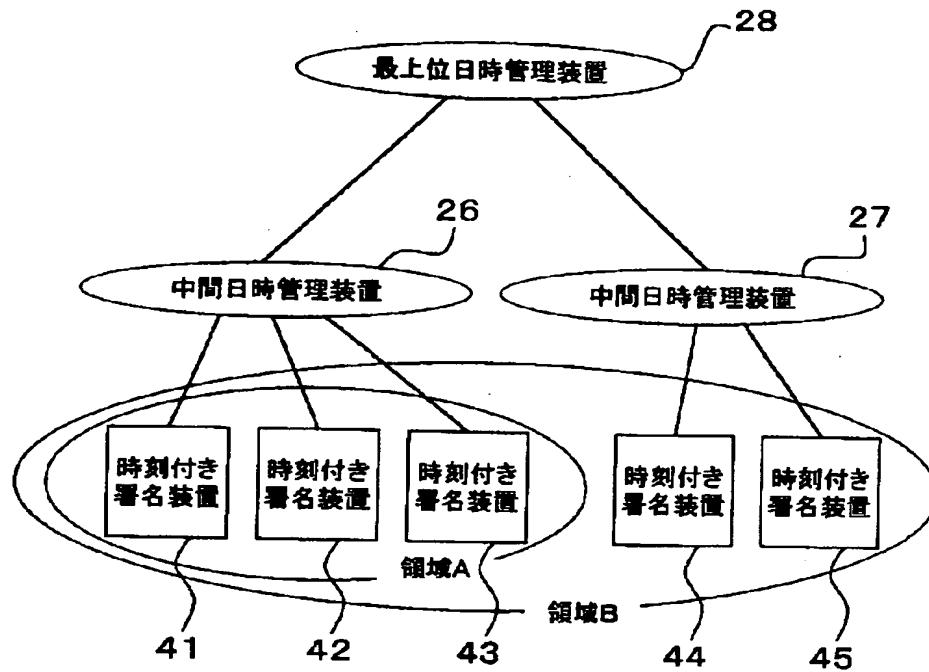 28
最上位日時管理装置
26
27
中間日時管理装置
中間日時管理装置
時刻付き
署名装置
時刻付き
署名装置
時刻付き
署名装置
時刻付き
署名装置
時刻付き
署名装置
領域A
領域B
41
42
43
44
45